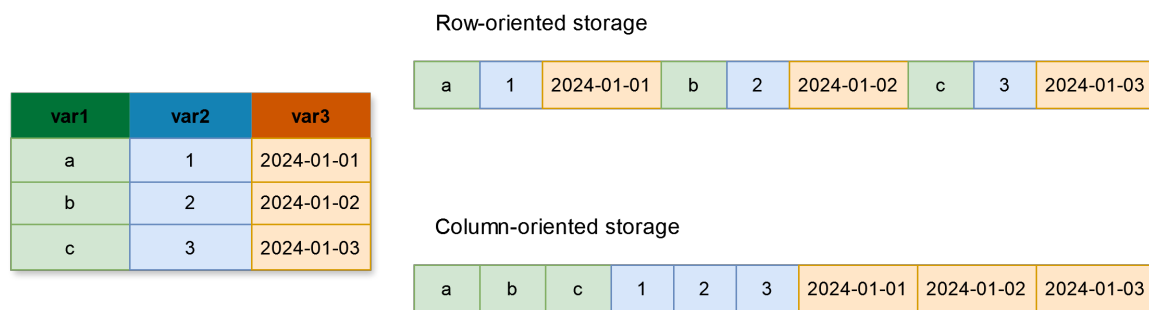 Row-oriented storage
a 1 2024-01-01 b 2 2024-01-02 c 3 2024-01-03
var1 var2 var3
a 1 2024-01-01
b 2 2024-01-02
c 3 2024-01-03
Column-oriented storage
a b c 1 2 3 2024-01-01 2024-01-02 2024-01-03